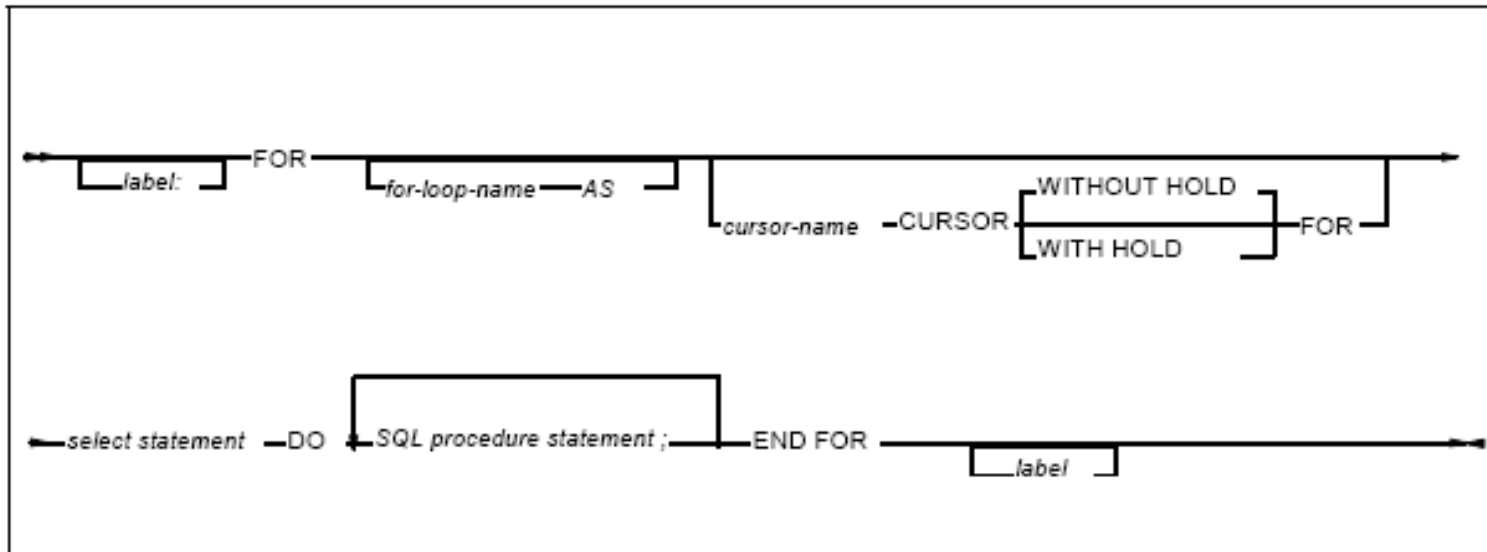 FOR
label: for-loop-name AS
WITHOUT HOLD
cursor-name CURSOR FOR
WITH HOLD
select statement DO SQL procedure statement ; END FOR
label